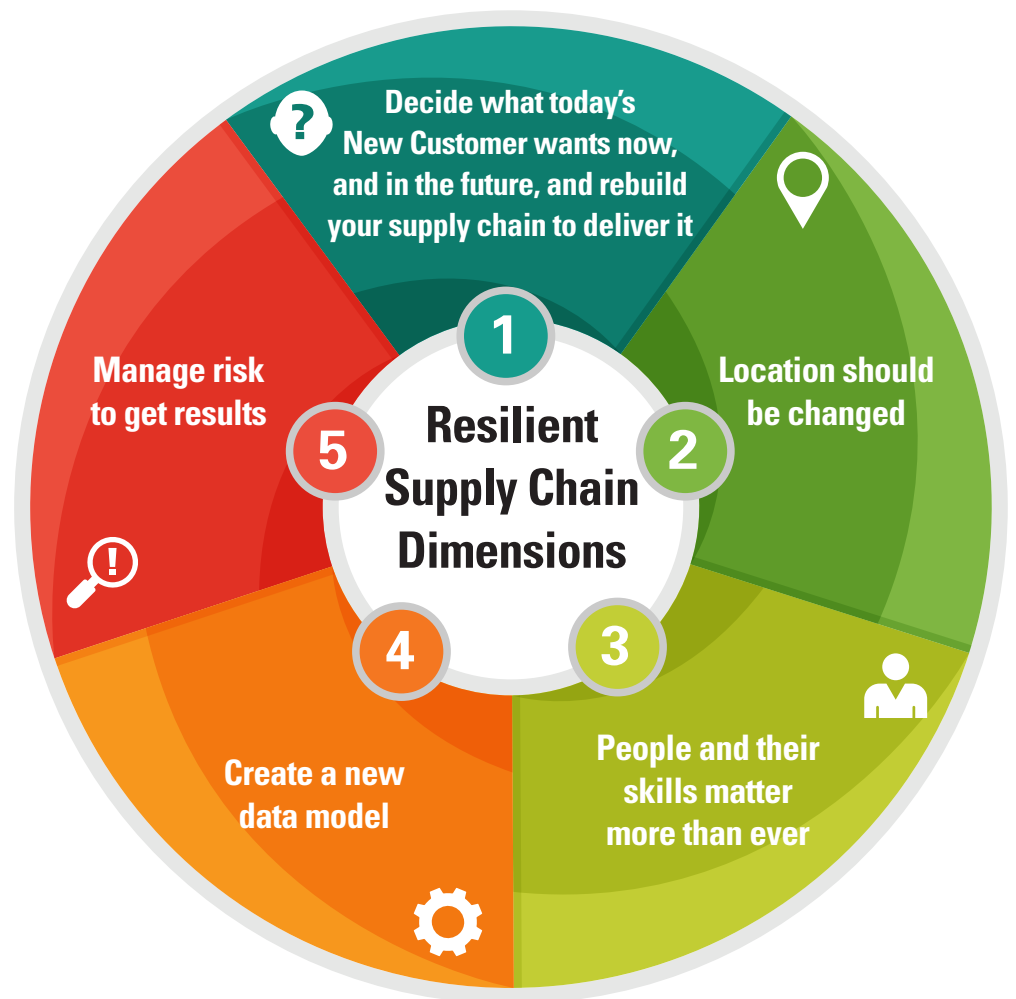 ?
Decide what today's
New Customer wants now,
and in the future, and rebuild
your supply chain to deliver it
1
Location should
be changed
2
People and their
skills matter
more than ever
3
Create a new
data model
4
Manage risk
to get results
5
!
Resilient
Supply Chain
Dimensions